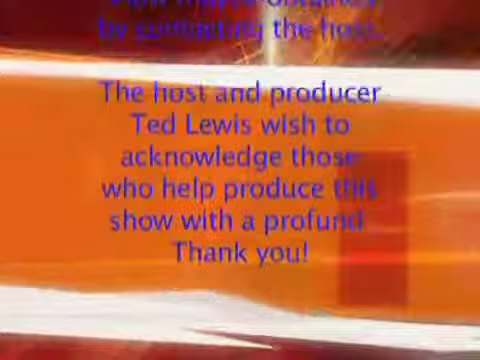 by contacting the host.
The host and producer
Ted Lewis wish to
acknowledge those
who help produce this
show with a profund
Thank you!